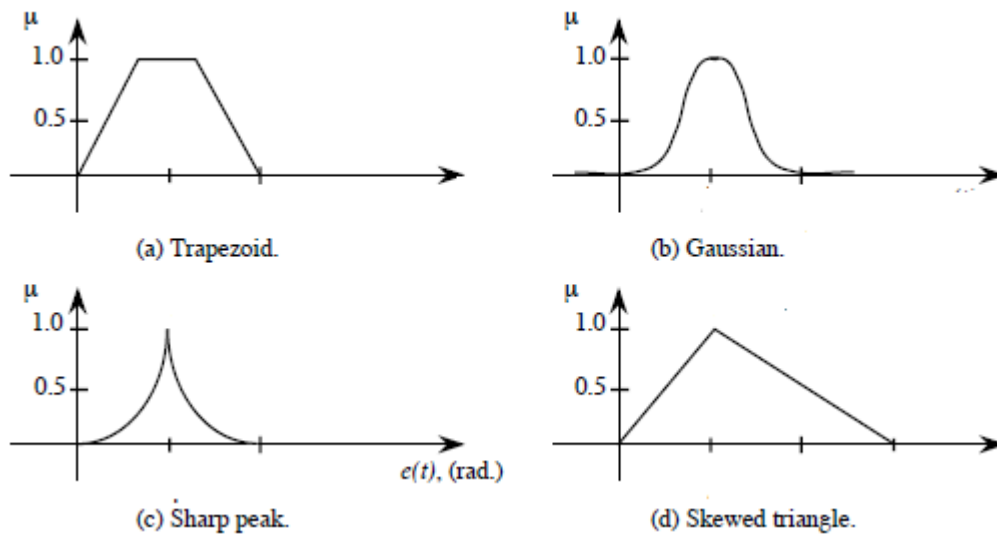 μ
1.0
0.5
(a) Trapezoid.
μ
1.0
0.5
(b) Gaussian.
μ
1.0
0.5
e(t), (rad.)
(c) Sharp peak.
μ
1.0
0.5
(d) Skewed triangle.